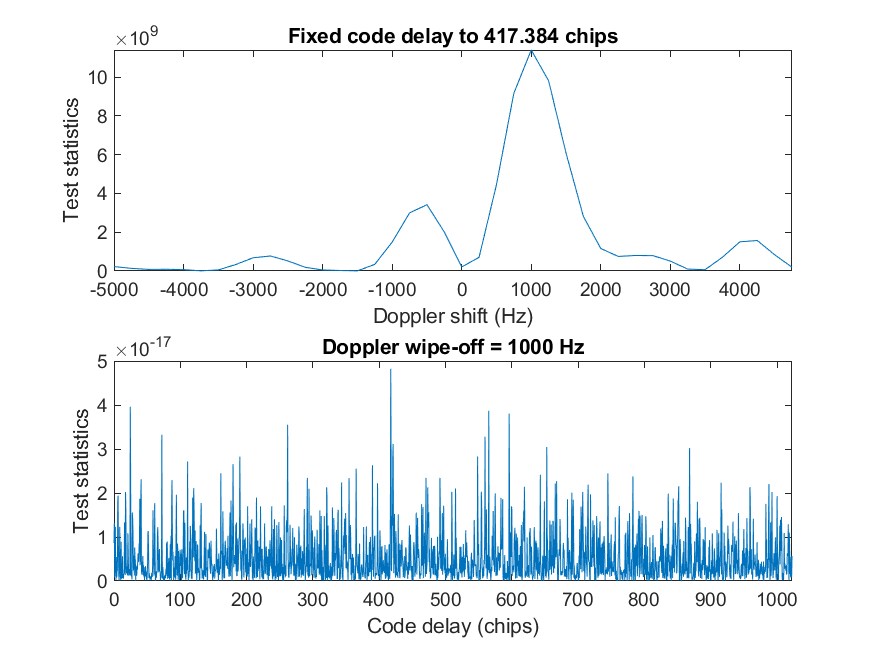 ×10^9
Fixed code delay to 417.384 chips
10
8
6
4
2
0
Test statistics
-5000 -4000 -3000 -2000 -1000 0 1000 2000 3000 4000
Doppler shift (Hz)
×10^-17
Doppler wipe-off = 1000 Hz
5
4
3
2
1
0
Test statistics
0 100 200 300 400 500 600 700 800 900 1000
Code delay (chips)